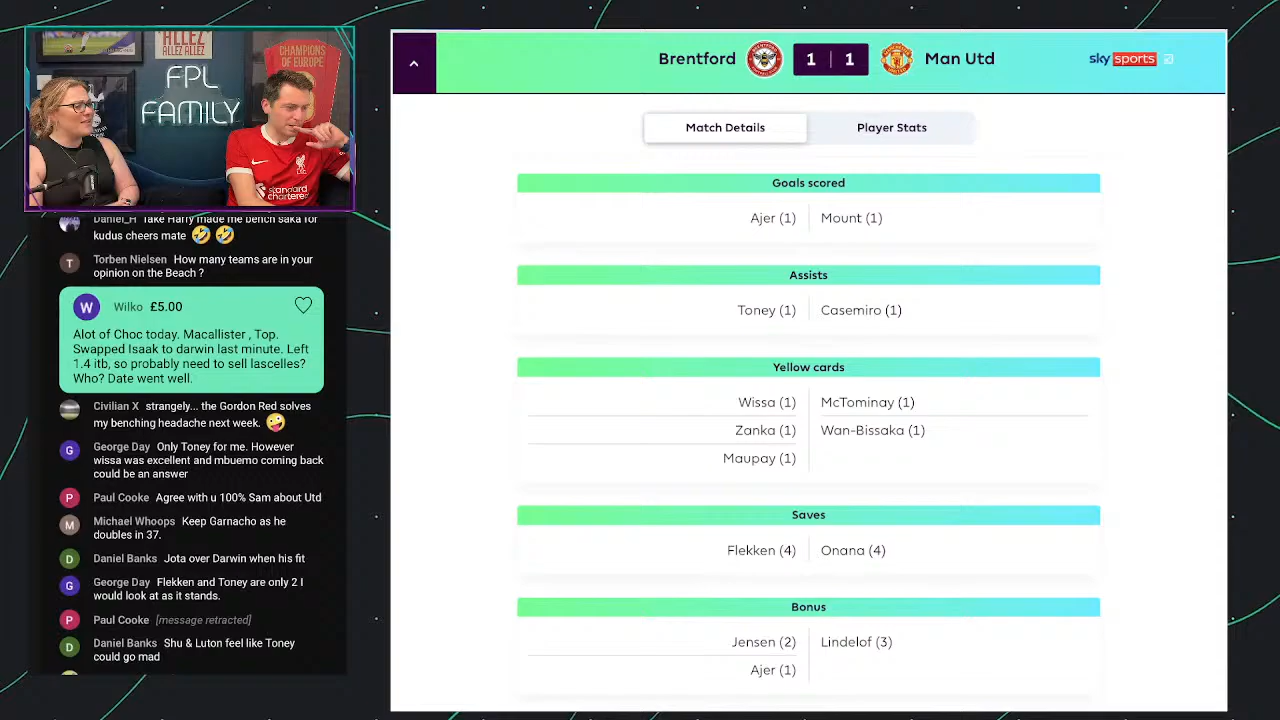 ALLEZ
ALLEZ ALLEZ
CHAMPIONS
OF EUROPE
FPL
FAMILY
standard
chartered
Brentford
1 | 1
Man Utd
sky sports
Match Details
Player Stats
Goals scored
Ajer (1)
Mount (1)
Assists
Toney (1)
Casemiro (1)
Yellow cards
Wissa (1)
McTominay (1)
Zanka (1)
Wan-Bissaka (1)
Maupay (1)
Saves
Flekken (4)
Onana (4)
Bonus
Jensen (2)
Lindelof (3)
Ajer (1)
Daniel_H Take Harry made me bench saka for
kudus cheers mate 🤣 🤣
T
Torben Nielsen How many teams are in your
opinion on the Beach ?
W
Wilko £5.00
Alot of Choc today. Macallister , Top.
Swapped Isaak to darwin last minute. Left
1.4 itb, so probably need to sell lascelles?
Who? Date went well.
Civilian X strangely... the Gordon Red solves
my benching headache next week. 🤪
G
George Day Only Toney for me. However
wissa was excellent and mbuemo coming back
could be an answer
P
Paul Cooke Agree with u 100% Sam about Utd
M
Michael Whoops Keep Garnacho as he
doubles in 37.
D
Daniel Banks Jota over Darwin when his fit
G
George Day Flekken and Toney are only 2 I
would look at as it stands.
P
Paul Cooke [message retracted]
D
Daniel Banks Shu & Luton feel like Toney
could go mad